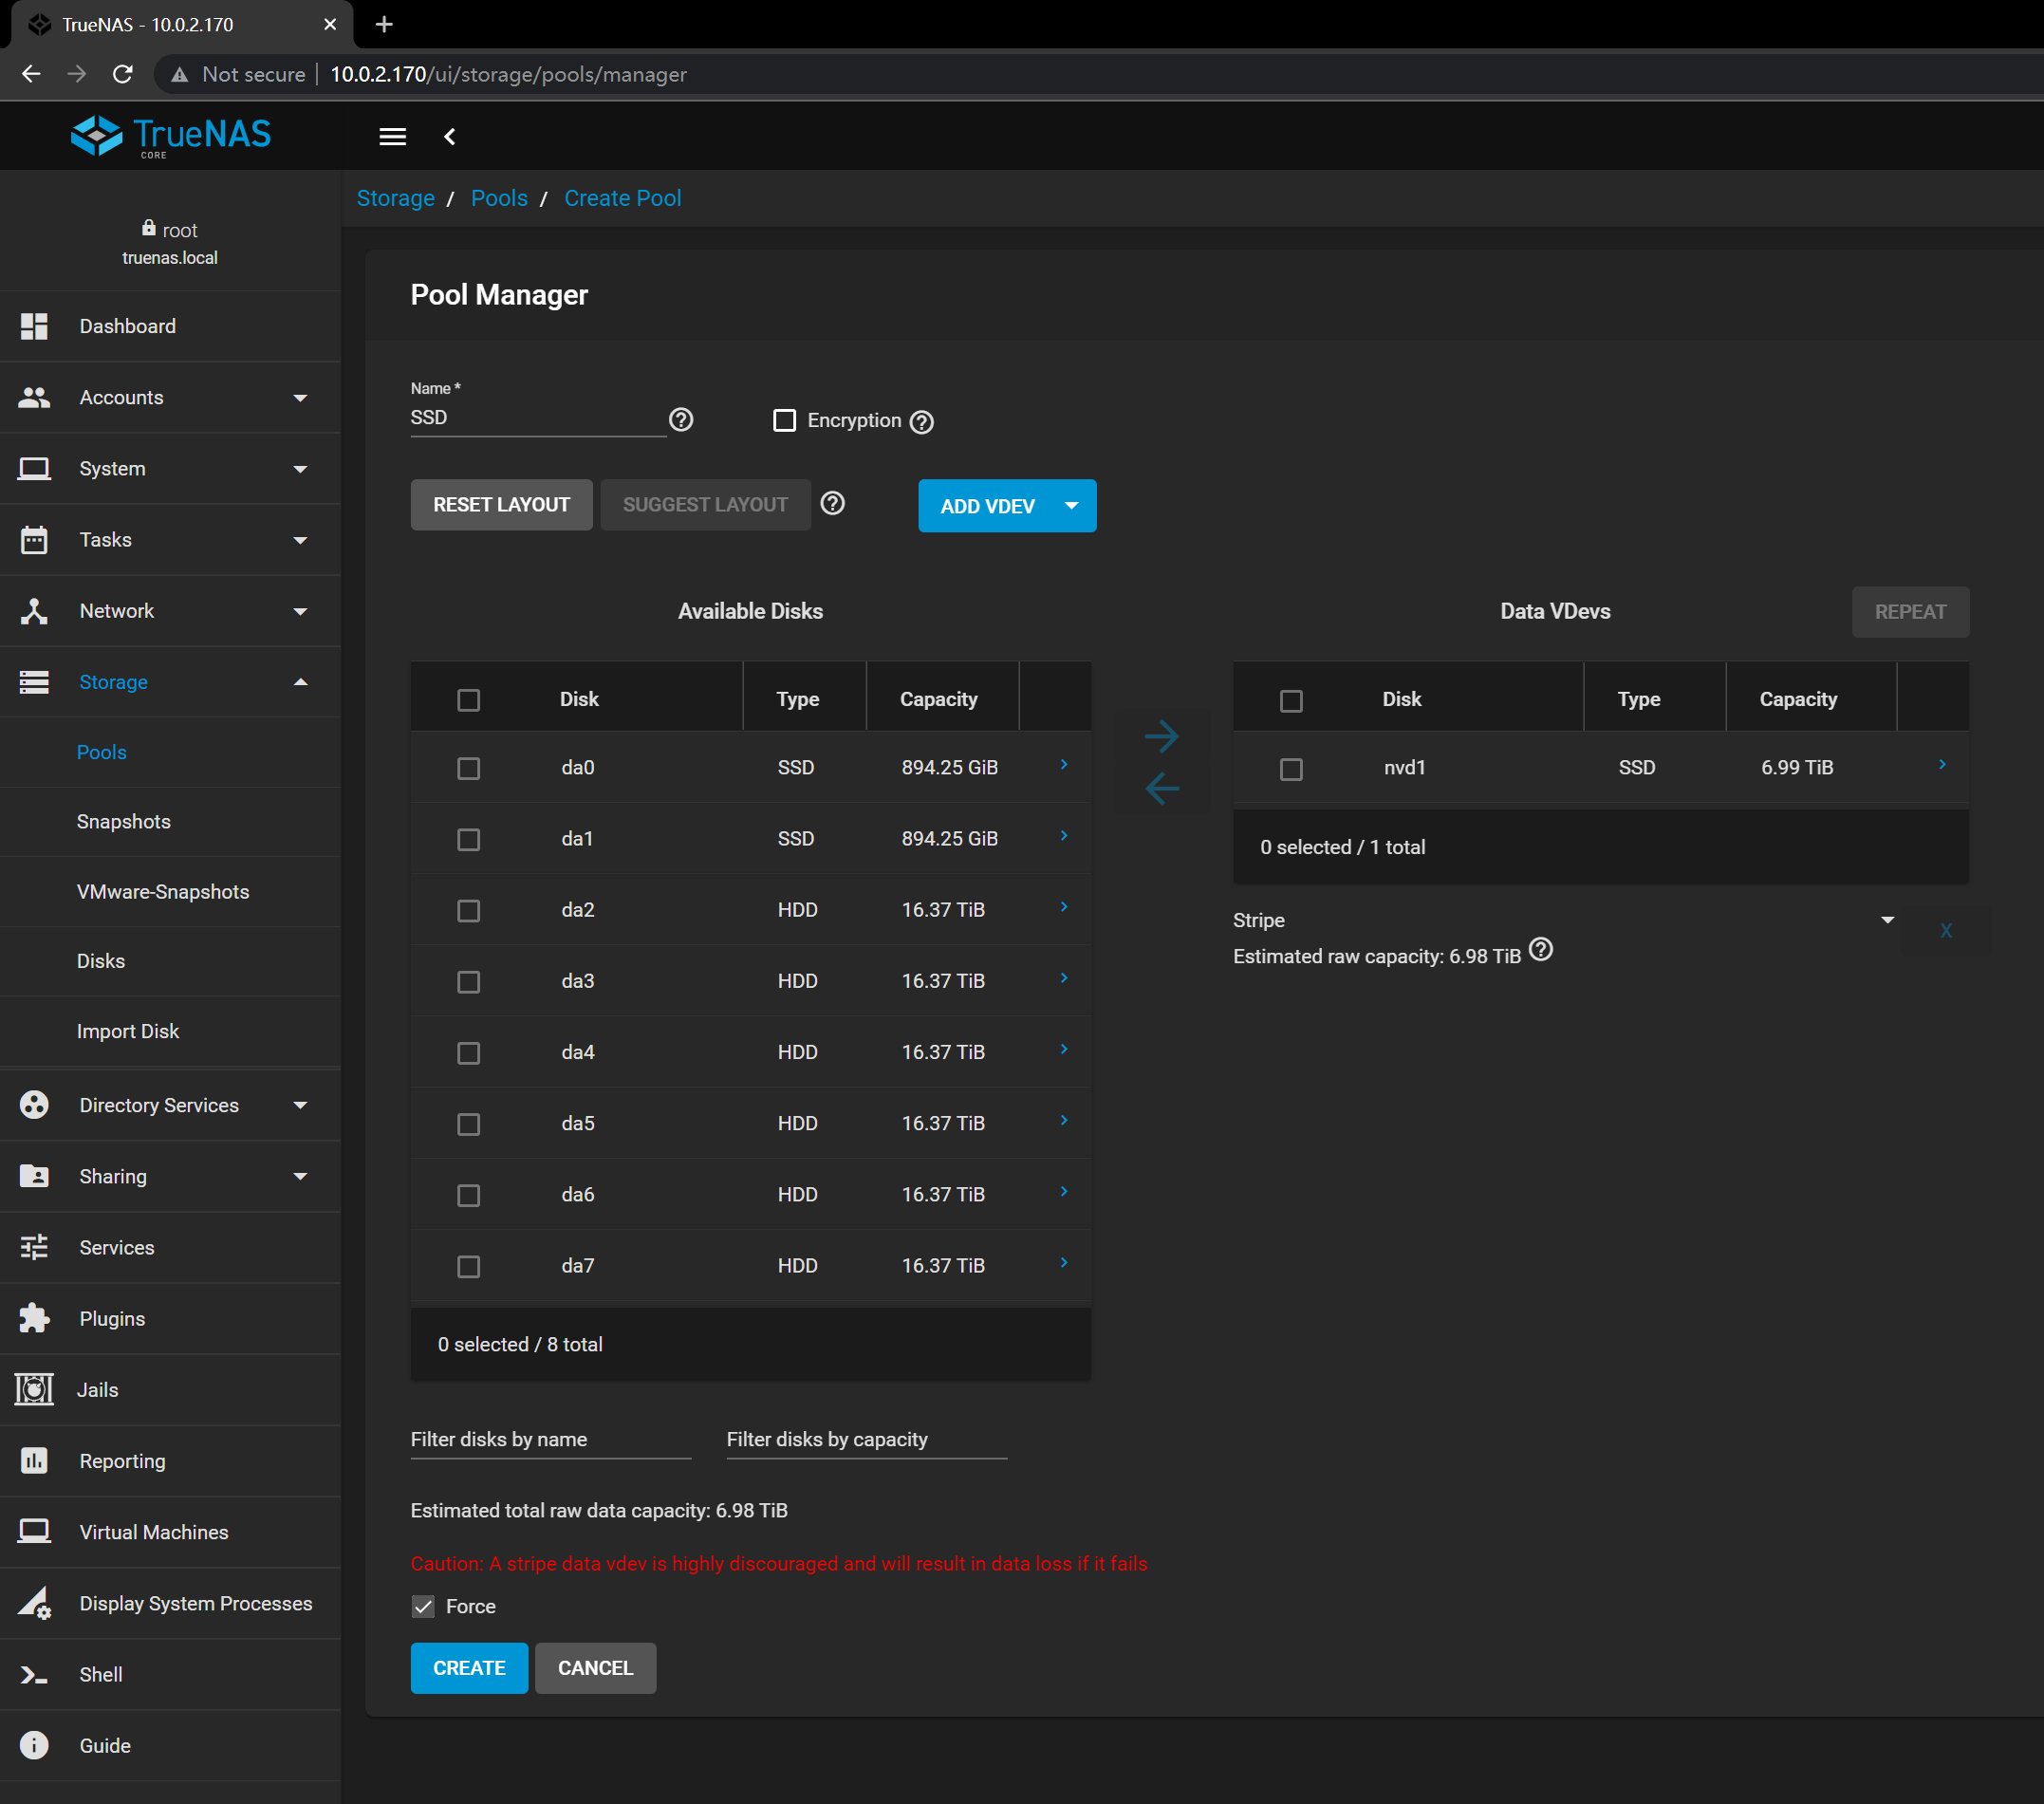 TrueNAS - 10.0.2.170
Not secure 10.0.2.170/ui/storage/pools/manager
TrueNAS
CORE
root
truenas.local
Dashboard
Accounts
System
Tasks
Network
Storage
Pools
Snapshots
VMware-Snapshots
Disks
Import Disk
Directory Services
Sharing
Services
Plugins
Jails
Reporting
Virtual Machines
Display System Processes
Shell
Guide
Storage / Pools / Create Pool
Pool Manager
Name *
SSD
Encryption
RESET LAYOUT SUGGEST LAYOUT ADD VDEV
Available Disks
Disk Type Capacity
da0 SSD 894.25 GiB
da1 SSD 894.25 GiB
da2 HDD 16.37 TiB
da3 HDD 16.37 TiB
da4 HDD 16.37 TiB
da5 HDD 16.37 TiB
da6 HDD 16.37 TiB
da7 HDD 16.37 TiB
0 selected / 8 total
Filter disks by name Filter disks by capacity
Data VDevs REPEAT
Disk Type Capacity
nvd1 SSD 6.99 TiB
0 selected / 1 total
Stripe X
Estimated raw capacity: 6.98 TiB
Estimated total raw data capacity: 6.98 TiB
Caution: A stripe data vdev is highly discouraged and will result in data loss if it fails
Force
CREATE CANCEL